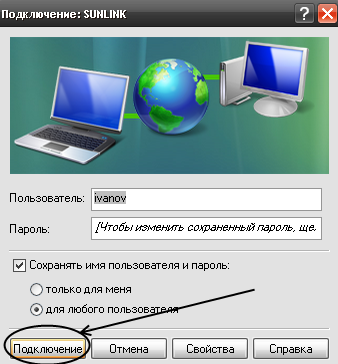 Подключение: SUNLINK
Пользователь: ivanov
Пароль: [Чтобы изменить сохраненный пароль, ще.
Сохранять имя пользователя и пароль:
только для меня
для любого пользователя
Подключение Отмена Свойства Справка